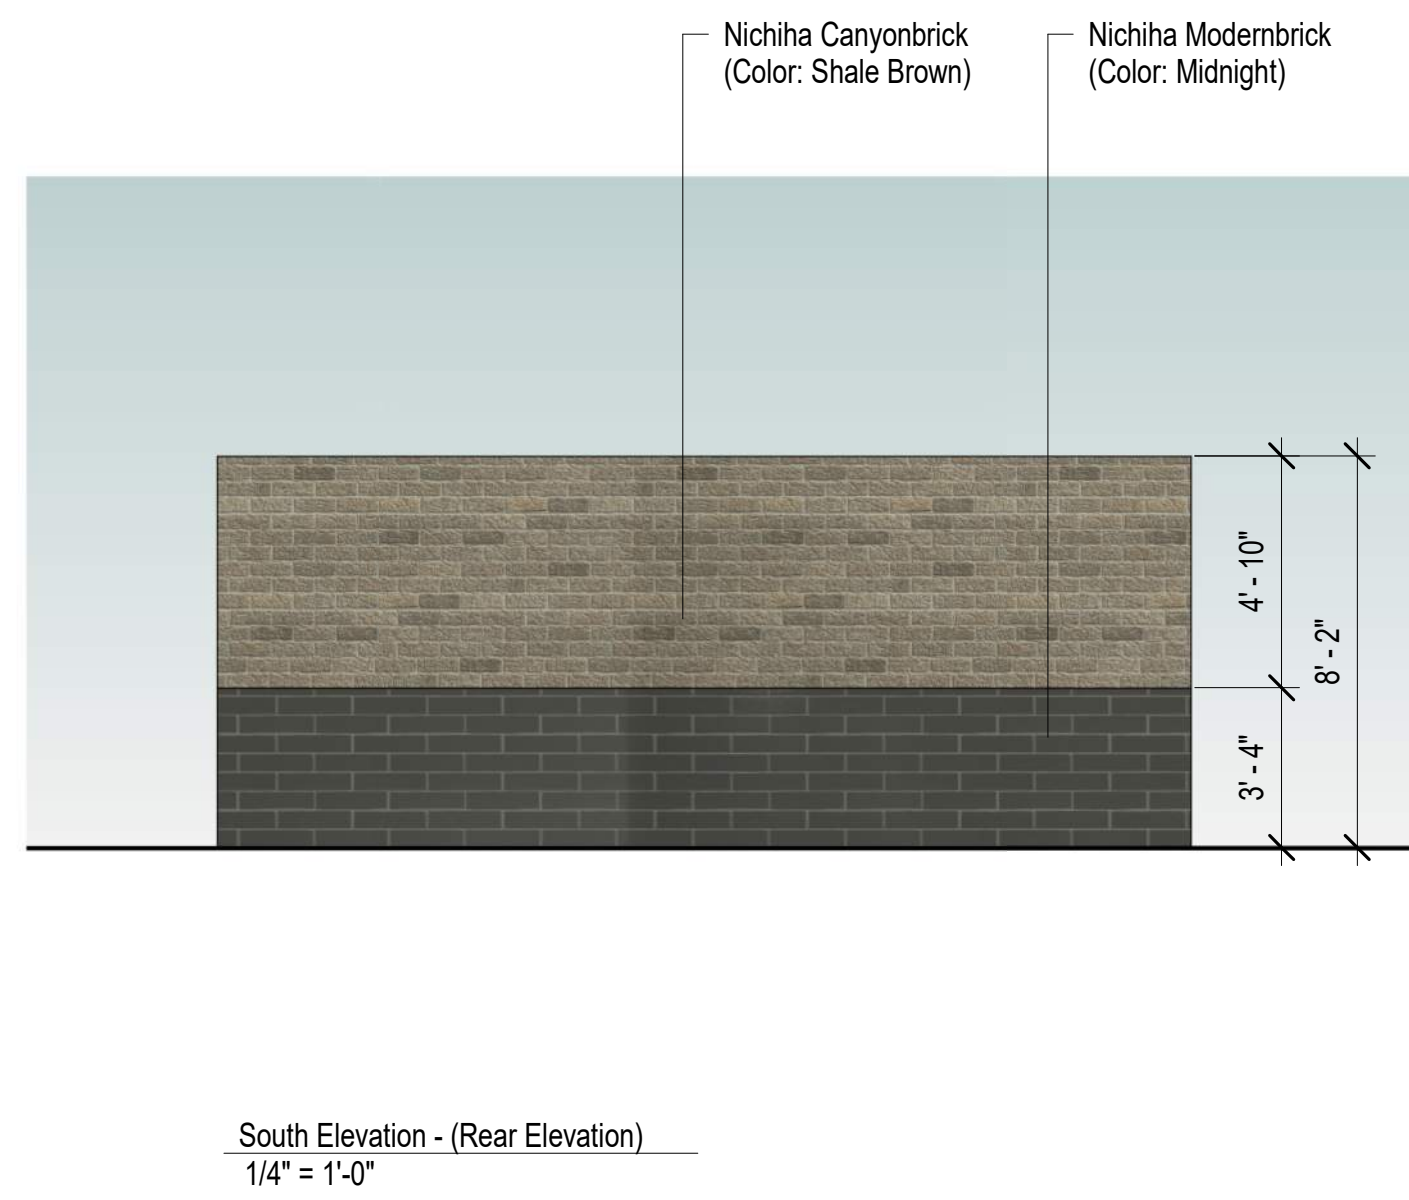 Nichiha Canyonbrick
(Color: Shale Brown)
Nichiha Modernbrick
(Color: Midnight)
4' - 10"
8' - 2"
3' - 4"
South Elevation - (Rear Elevation)
1/4" = 1'-0"